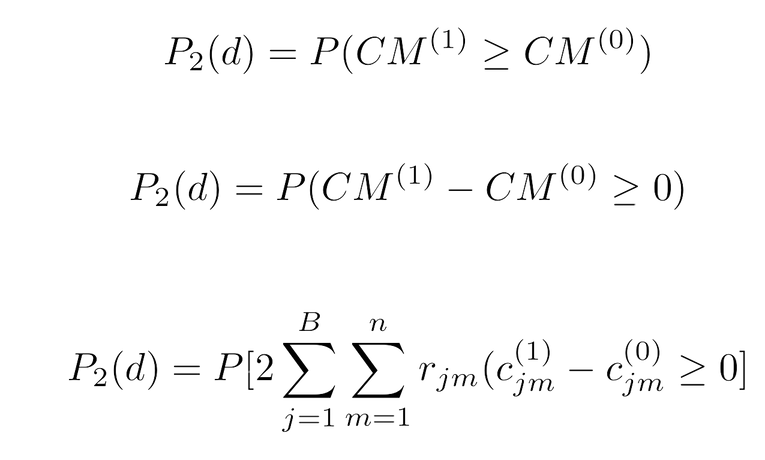 P_2(d) = P(CM^{(1)} \geq CM^{(0)})
P_2(d) = P(CM^{(1)} - CM^{(0)} \geq 0)
P_2(d) = P[2 \sum_{j=1}^{B} \sum_{m=1}^{n} r_{jm}(c_{jm}^{(1)} - c_{jm}^{(0)} \geq 0]